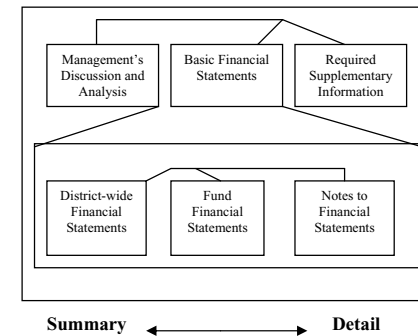 Management’s
Discussion and
Analysis
Basic Financial
Statements
Required
Supplementary
Information
District-wide
Financial
Statements
Fund
Financial
Statements
Notes to
Financial
Statements
Summary
Detail